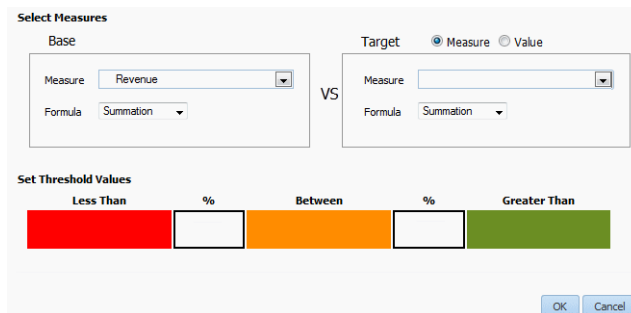 Select Measures
Base Target Measure Value
Measure Revenue Measure
VS
Formula Summation Formula Summation
Set Threshold Values
Less Than % Between % Greater Than
OK Cancel